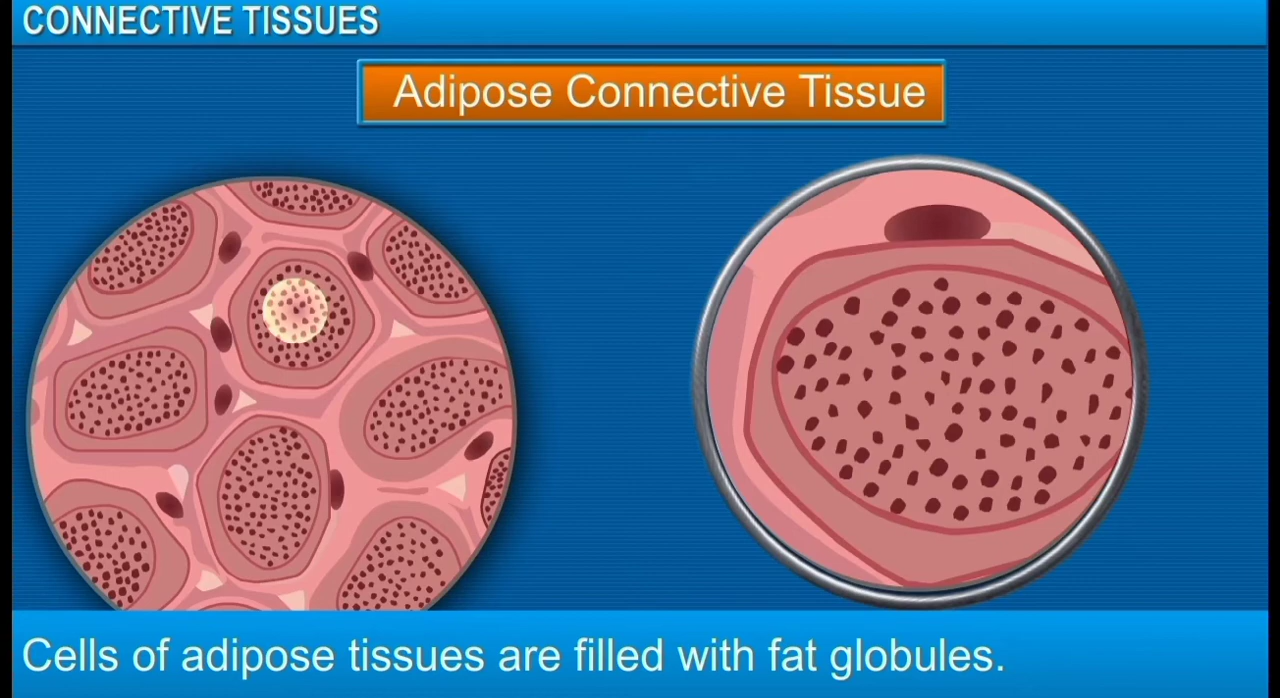 CONNECTIVE TISSUES
Adipose Connective Tissue
Cells of adipose tissues are filled with fat globules.